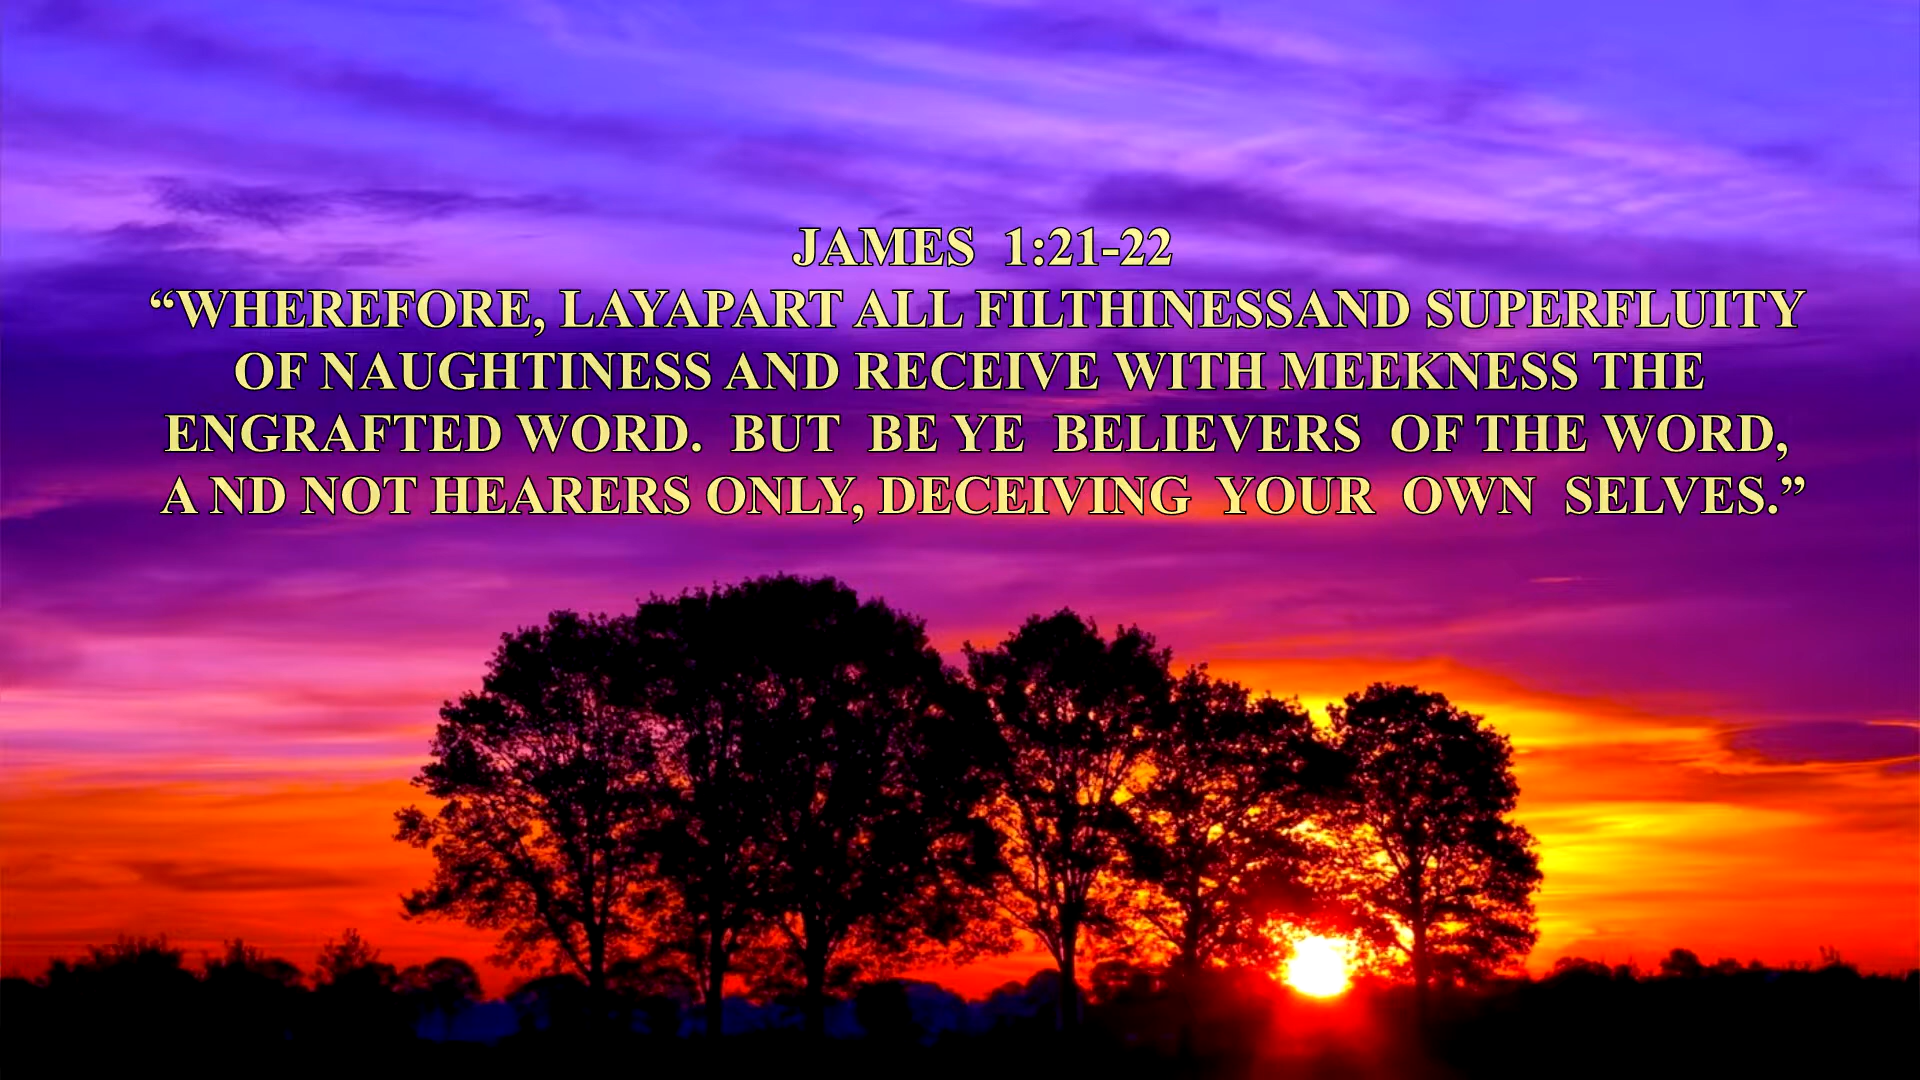 JAMES 1:21-22
“WHEREFORE, LAYAPART ALL FILTHINESSAND SUPERFLUITY
OF NAUGHTINESS AND RECEIVE WITH MEEKNESS THE
ENGRAFTED WORD. BUT BE YE BELIEVERS OF THE WORD,
A ND NOT HEARERS ONLY, DECEIVING YOUR OWN SELVES.”